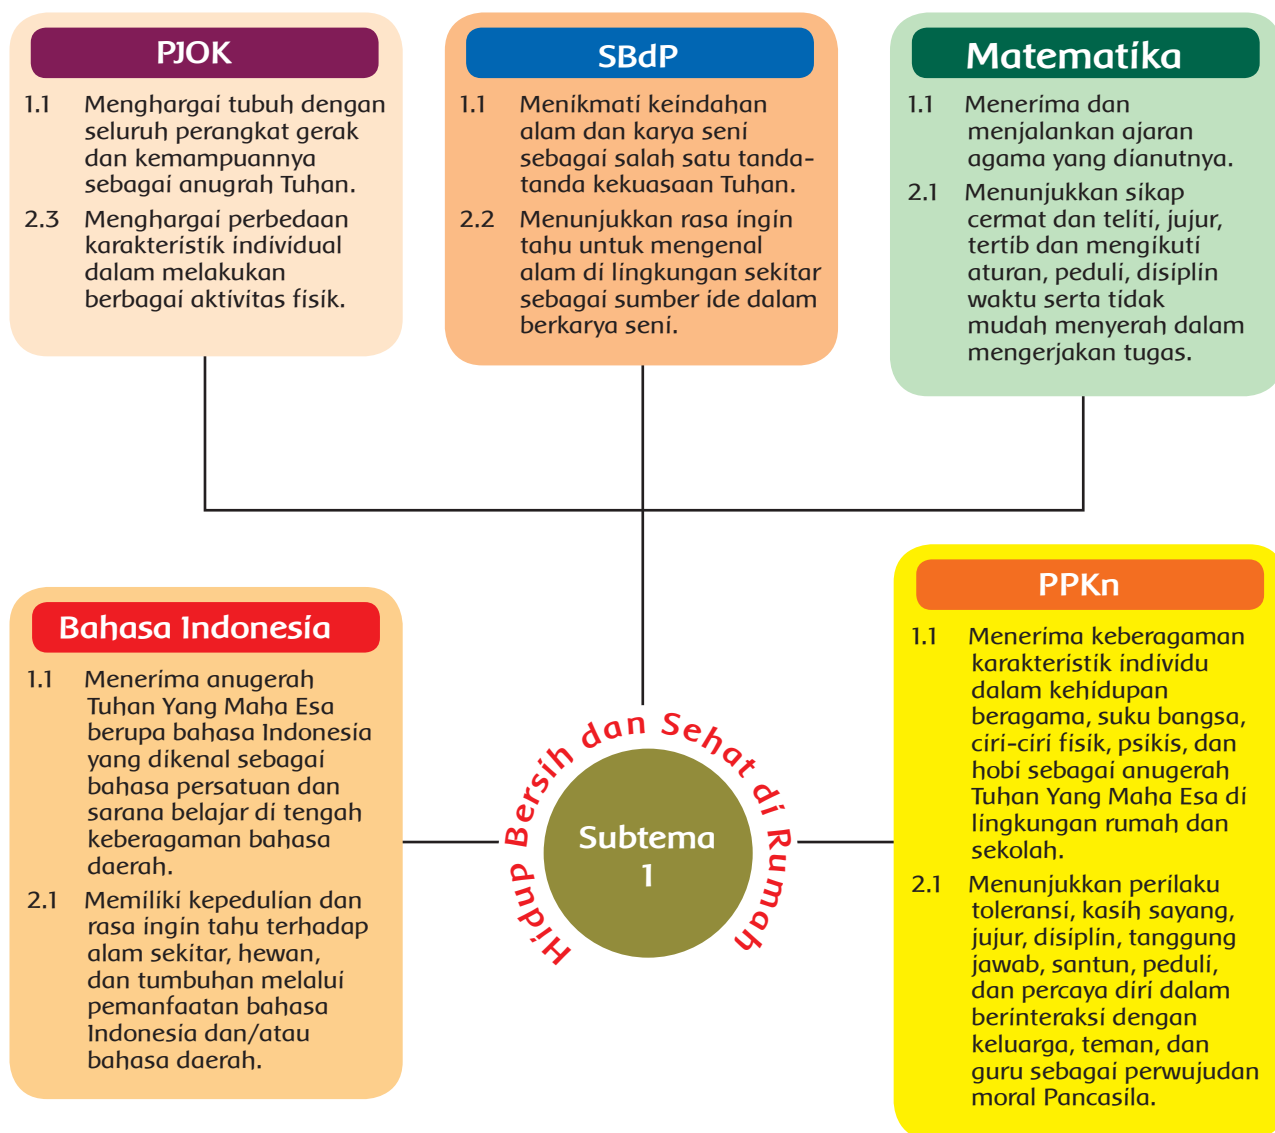 PJOK
1.1 Menghargai tubuh dengan
seluruh perangkat gerak
dan kemampuannya
sebagai anugrah Tuhan.
2.3 Menghargai perbedaan
karakteristik individual
dalam melakukan
berbagai aktivitas fisik.
SBdP
1.1 Menikmati keindahan
alam dan karya seni
sebagai salah satu tanda-
tanda kekuasaan Tuhan.
2.2 Menunjukkan rasa ingin
tahu untuk mengenal
alam di lingkungan sekitar
sebagai sumber ide dalam
berkarya seni.
Matematika
1.1 Menerima dan
menjalankan ajaran
agama yang dianutnya.
2.1 Menunjukkan sikap
cermat dan teliti, jujur,
tertib dan mengikuti
aturan, peduli, disiplin
waktu serta tidak
mudah menyerah dalam
mengerjakan tugas.
Bahasa Indonesia
1.1 Menerima anugerah
Tuhan Yang Maha Esa
berupa bahasa Indonesia
yang dikenal sebagai
bahasa persatuan dan
sarana belajar di tengah
keberagaman bahasa
daerah.
2.1 Memiliki kepedulian dan
rasa ingin tahu terhadap
alam sekitar, hewan,
dan tumbuhan melalui
pemanfaatan bahasa
Indonesia dan/atau
bahasa daerah.
Hidup Bersih dan Sehat di Rumah
Subtema
1
PPKn
1.1 Menerima keberagaman
karakteristik individu
dalam kehidupan
beragama, suku bangsa,
ciri-ciri fisik, psikis, dan
hobi sebagai anugerah
Tuhan Yang Maha Esa di
lingkungan rumah dan
sekolah.
2.1 Menunjukkan perilaku
toleransi, kasih sayang,
jujur, disiplin, tanggung
jawab, santun, peduli,
dan percaya diri dalam
berinteraksi dengan
keluarga, teman, dan
guru sebagai perwujudan
moral Pancasila.